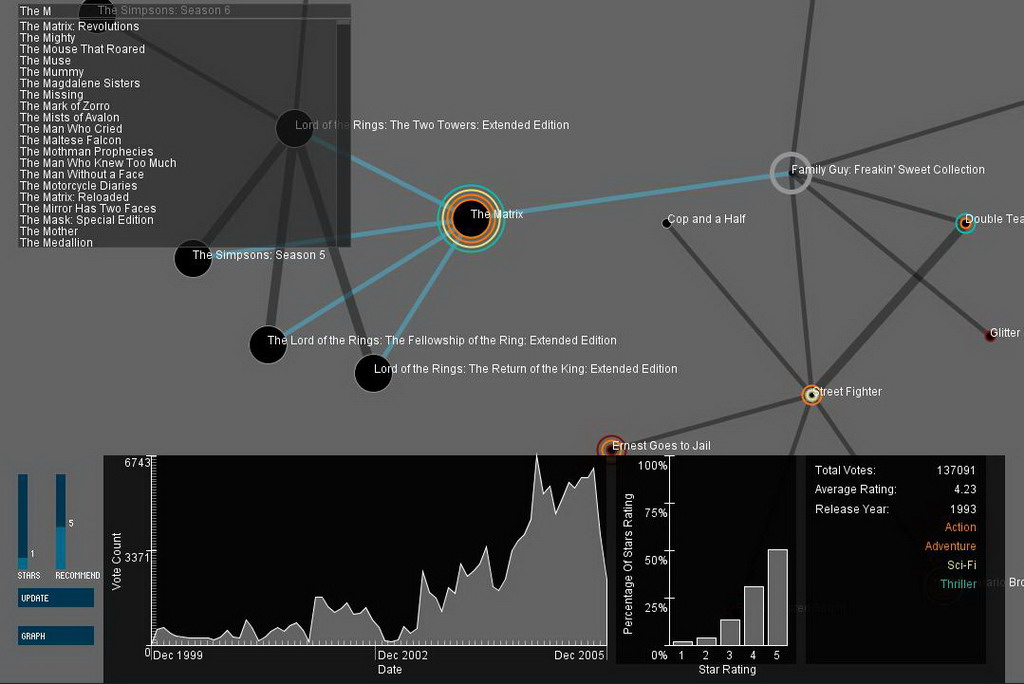 The M
The Simpsons: Season 6
The Matrix: Revolutions
The Mighty
The Mouse That Roared
The Muse
The Mummy
The Magdalene Sisters
The Missing
The Mark of Zorro
The Mists of Avalon
The Man Who Cried
The Maltese Falcon
The Mothman Prophecies
The Man Who Knew Too Much
The Man Without a Face
The Motorcycle Diaries
The Matrix: Reloaded
The Mirror Has Two Faces
The Mask: Special Edition
The Mother
The Medallion
Lord of the Rings: The Two Towers: Extended Edition
Family Guy: Freakin' Sweet Collection
The Matrix
Cop and a Half
Double Tea
The Simpsons: Season 5
Glitter
The Lord of the Rings: The Fellowship of the Ring: Extended Edition
Lord of the Rings: The Return of the King: Extended Edition
Street Fighter
Ernest Goes to Jail
1
5
STARS
RECOMMEND
UPDATE
GRAPH
6743
3371
0
Vote Count
Dec 1999
Dec 2002
Dec 2005
Date
100%
75%
50%
25%
0%
Percentage Of Stars Rating
1 2 3 4 5
Star Rating
Total Votes: 137091
Average Rating: 4.23
Release Year: 1993
Action
Adventure
Sci-Fi
Thriller